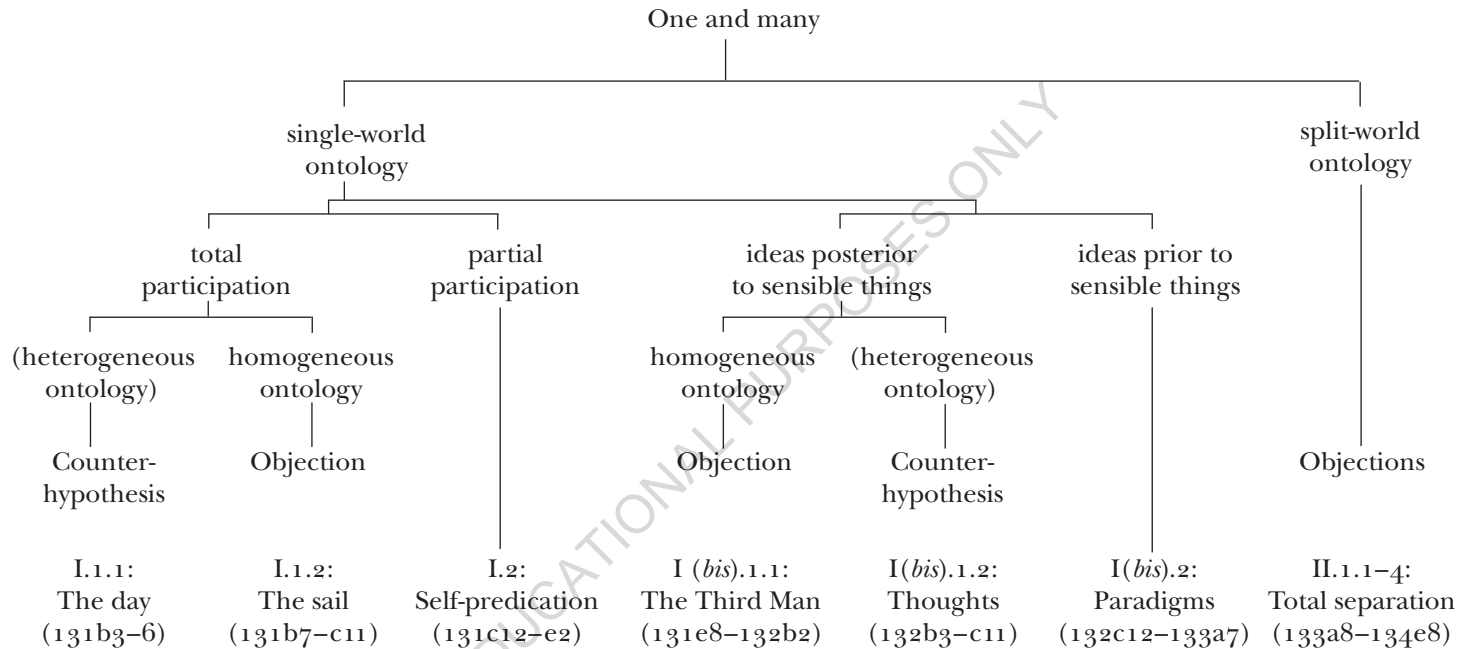 One and many
single-world
ontology
split-world
ontology
total
participation
partial
participation
ideas posterior
to sensible things
ideas prior to
sensible things
(heterogeneous
ontology)
homogeneous
ontology
homogeneous
ontology
(heterogeneous
ontology)
Counter-
hypothesis
Objection
Objection
Counter-
hypothesis
Objections
I.1.1:
The day
(131b3–6)
I.1.2:
The sail
(131b7–c11)
I.2:
Self-predication
(131c12–e2)
I (bis).1.1:
The Third Man
(131e8–132b2)
I(bis).1.2:
Thoughts
(132b3–c11)
I(bis).2:
Paradigms
(132c12–133a7)
II.1.1–4:
Total separation
(133a8–134e8)
EDUCATIONAL PURPOSES ONLY